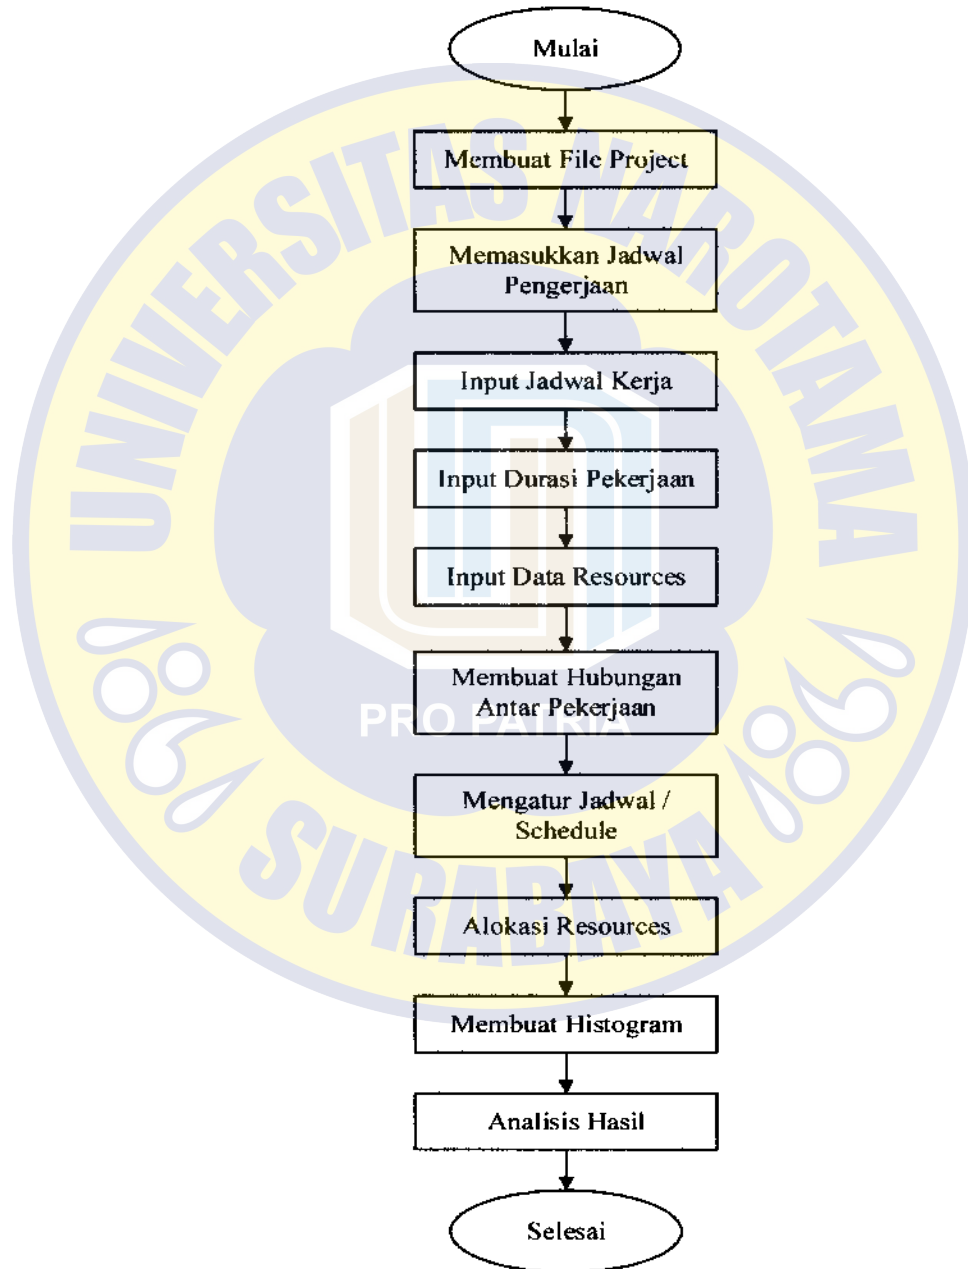 Mulai
Membuat File Project
Memasukkan Jadwal
Pengerjaan
Input Jadwal Kerja
Input Durasi Pekerjaan
Input Data Resources
Membuat Hubungan
Antar Pekerjaan
Mengatur Jadwal /
Schedule
Alokasi Resources
Membuat Histogram
Analisis Hasil
Selesai
UNIVERSITAS NAROTAMA
PRO PATRIA
SURABAYA